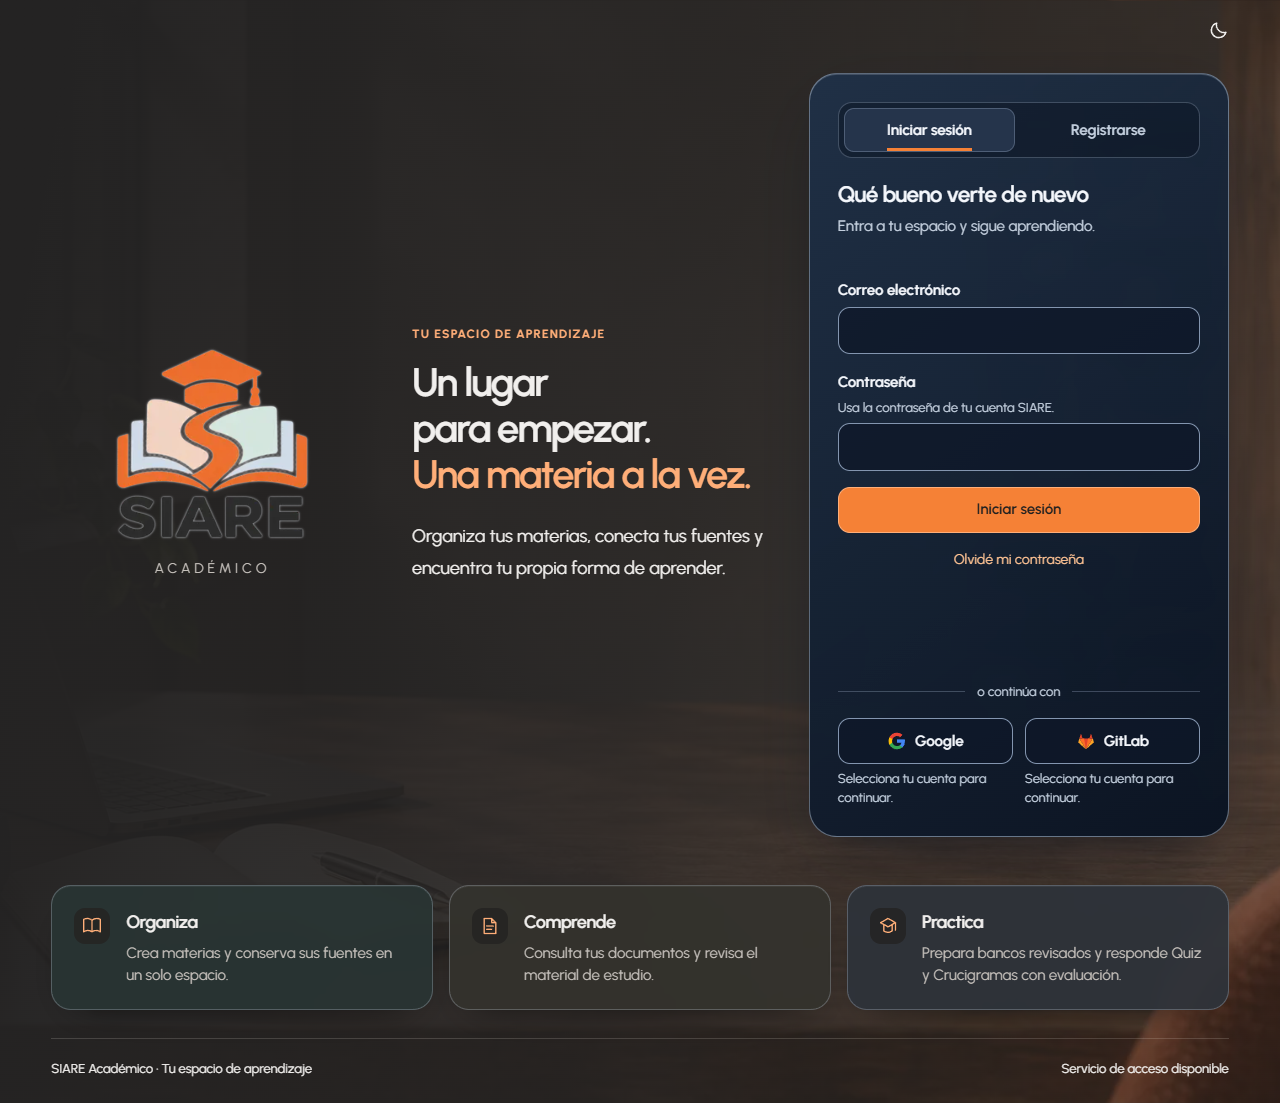 Iniciar sesión
Registrarse
Qué bueno verte de nuevo
Entra a tu espacio y sigue aprendiendo.
Correo electrónico
Contraseña
Usa la contraseña de tu cuenta SIARE.
Iniciar sesión
Olvidé mi contraseña
o continúa con
Google
GitLab
Selecciona tu cuenta para
continuar.
Selecciona tu cuenta para
continuar.
SIARE
ACADÉMICO
TU ESPACIO DE APRENDIZAJE
Un lugar
para empezar.
Una materia a la vez.
Organiza tus materias, conecta tus fuentes y
encuentra tu propia forma de aprender.
Organiza
Crea materias y conserva sus fuentes en
un solo espacio.
Comprende
Consulta tus documentos y revisa el
material de estudio.
Practica
Prepara bancos revisados y responde Quiz
y Crucigramas con evaluación.
SIARE Académico · Tu espacio de aprendizaje
Servicio de acceso disponible